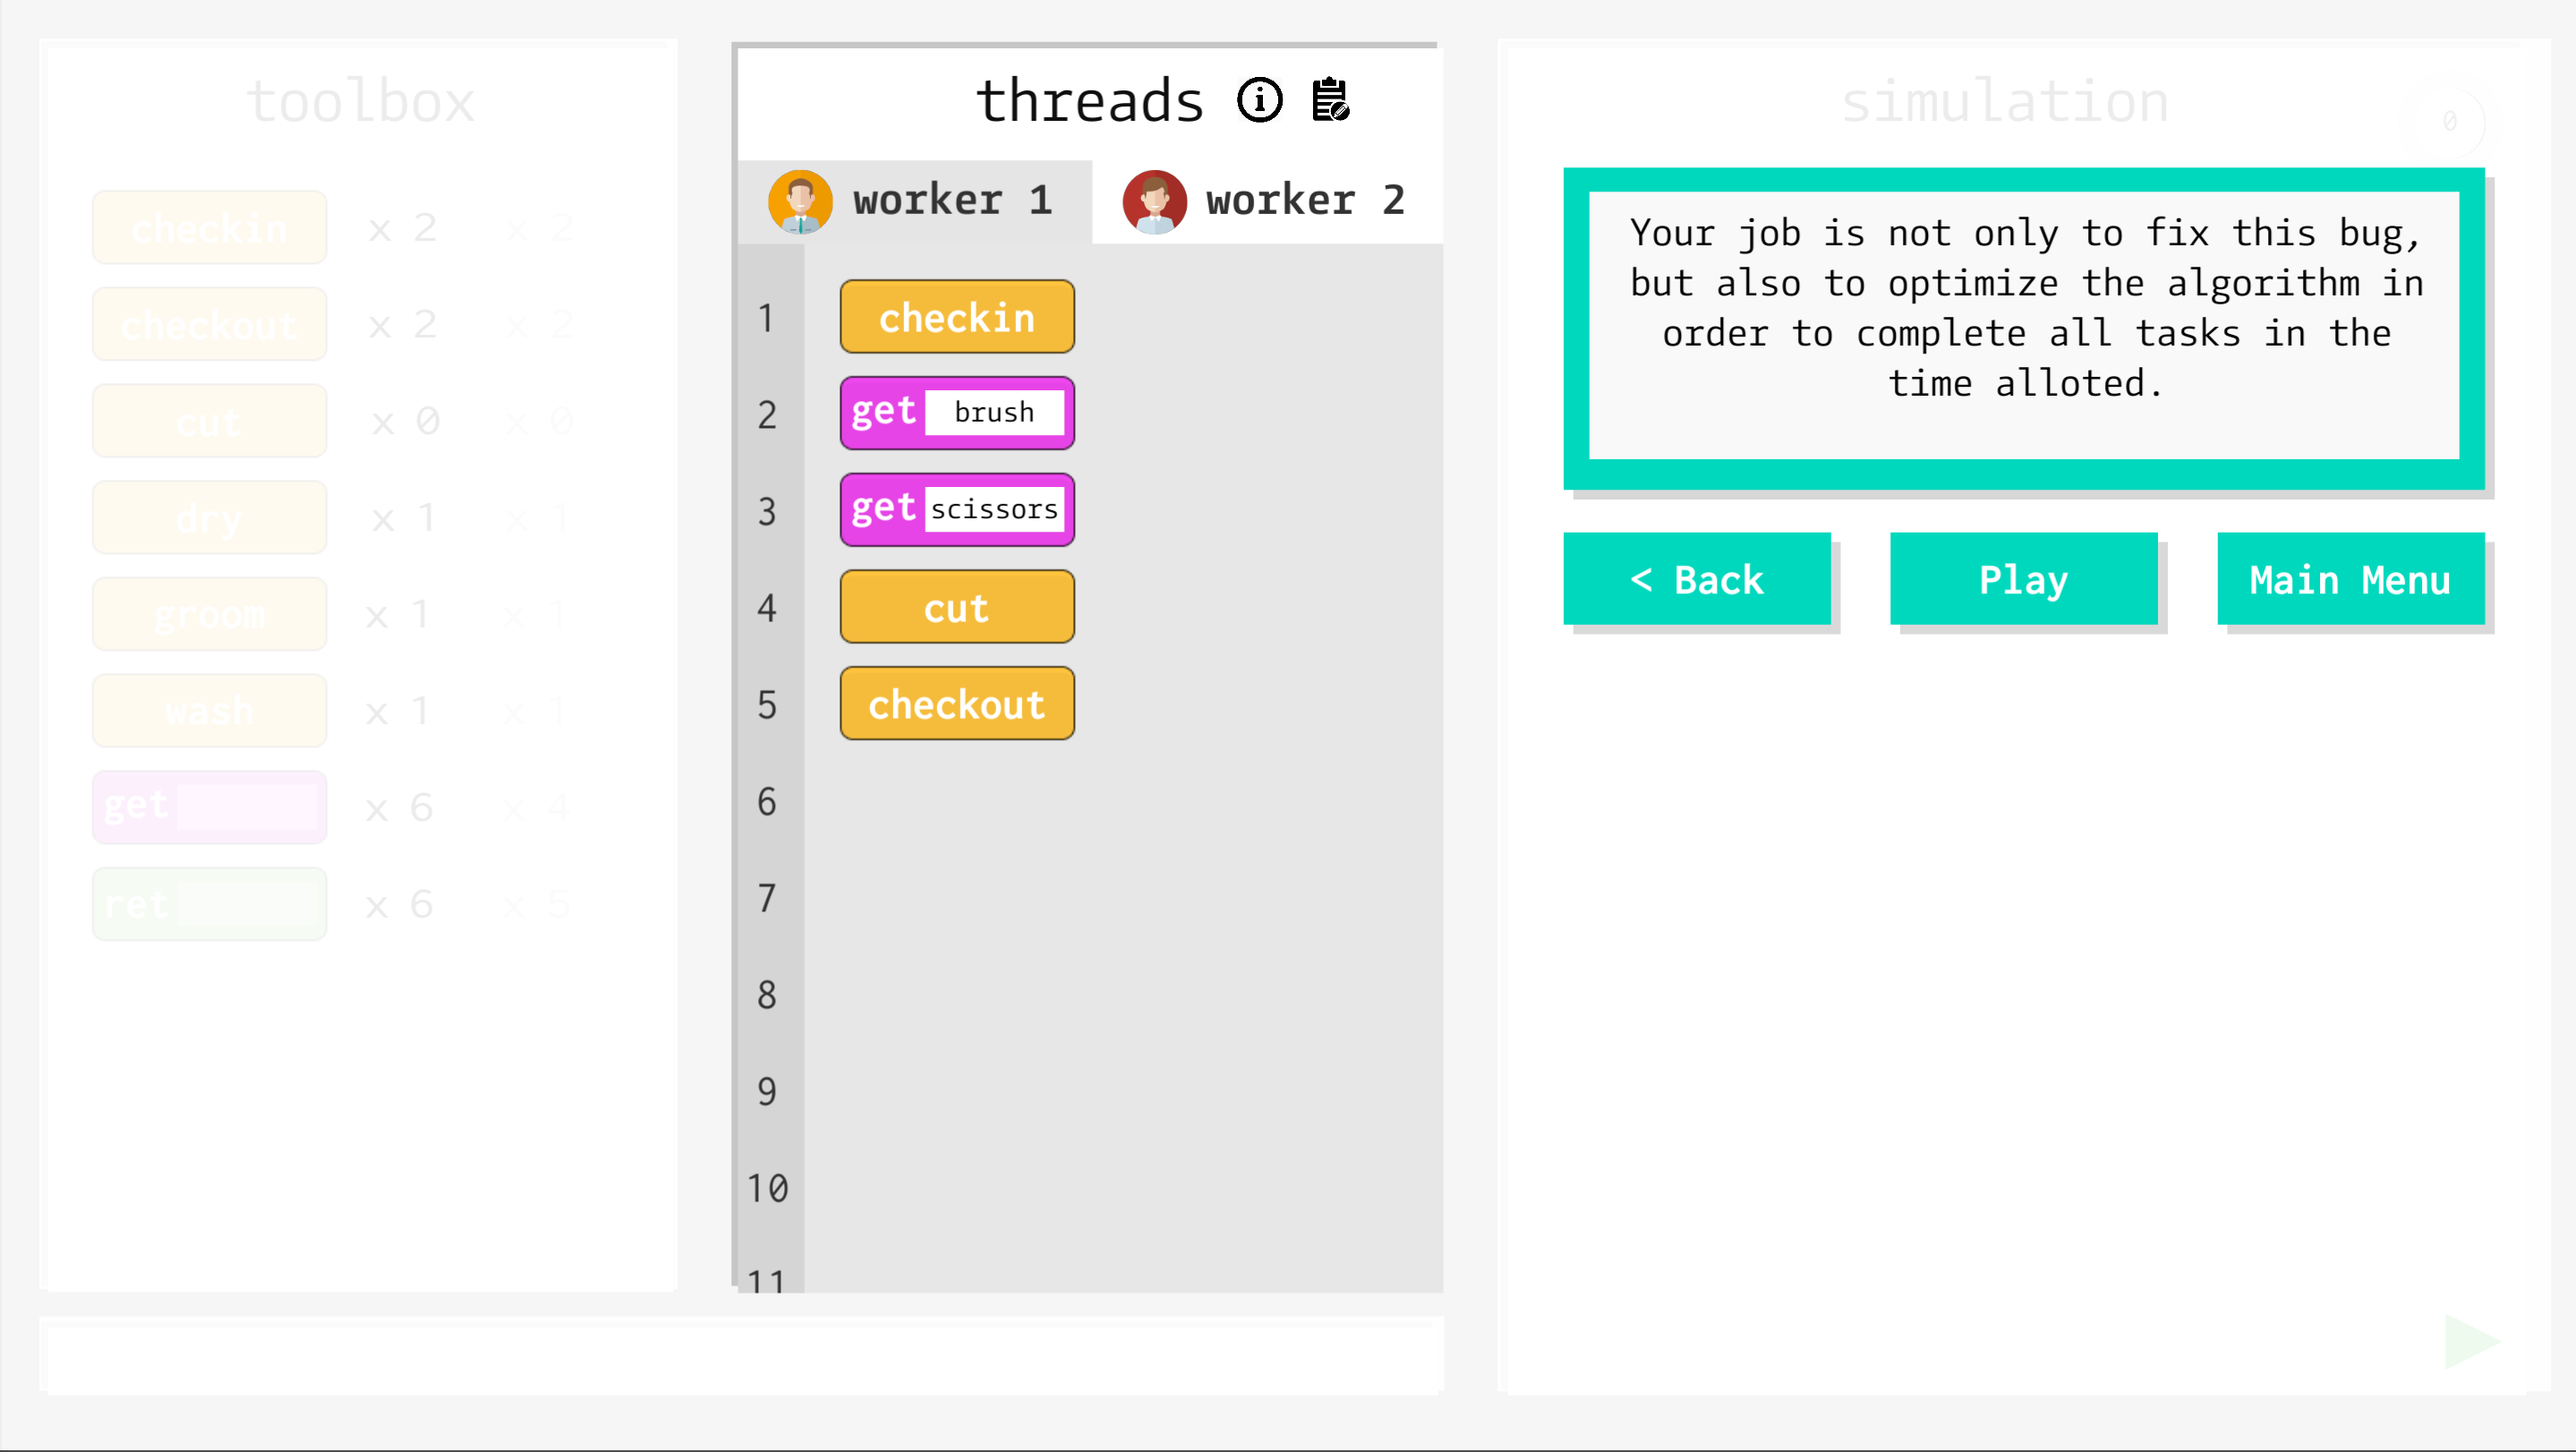 toolbox
checkin x 2 x 2
checkout x 2 x 2
cut x 0 x 0
dry x 1 x 1
groom x 1 x 1
wash x 1 x 1
get x 6 x 4
ret x 6 x 5
threads
worker 1 worker 2
1 checkin
2 get brush
3 get scissors
4 cut
5 checkout
6
7
8
9
10
11
simulation
0
Your job is not only to fix this bug,
but also to optimize the algorithm in
order to complete all tasks in the
time alloted.
< Back Play Main Menu